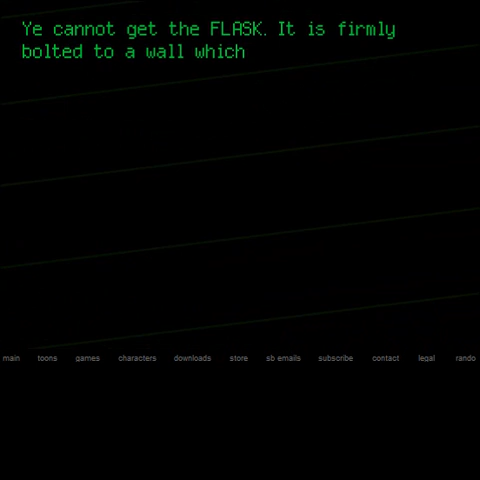 Ye cannot get the FLASK. It is firmly
bolted to a wall which
main toons games characters downloads store sb emails subscribe contact legal rando